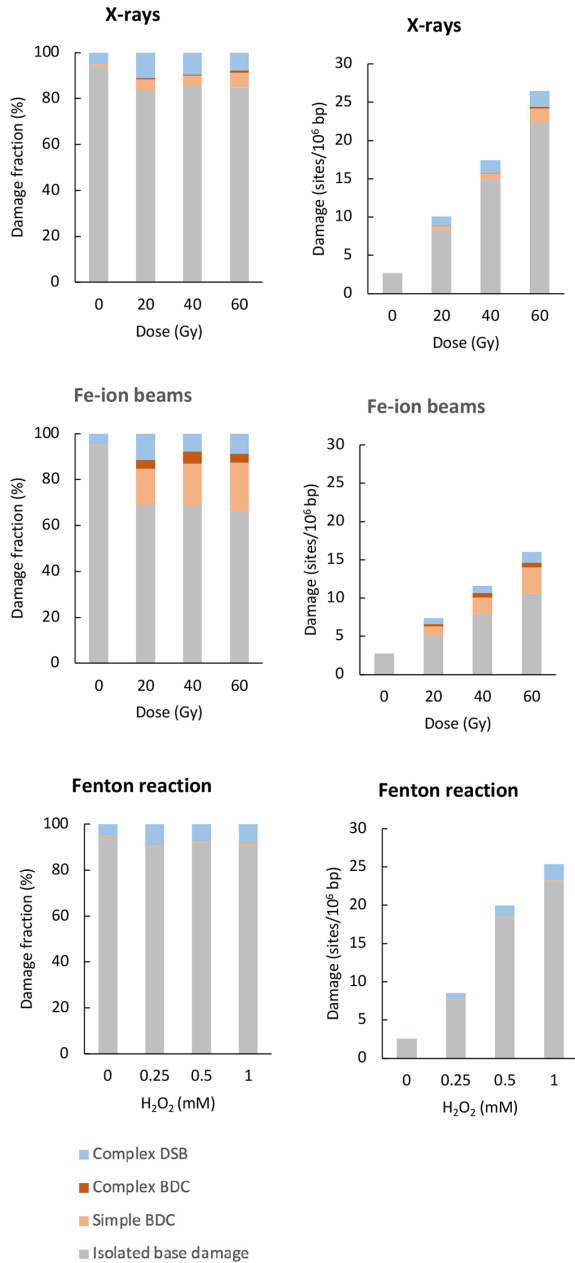 X-rays
Damage fraction (%)
100
80
60
40
20
0
0 20 40 60
Dose (Gy)
X-rays
Damage (sites/10⁶ bp)
30
25
20
15
10
5
0
0 20 40 60
Dose (Gy)
Fe-ion beams
Damage fraction (%)
100
80
60
40
20
0
0 20 40 60
Dose (Gy)
Fe-ion beams
Damage (sites/10⁶ bp)
30
25
20
15
10
5
0
0 20 40 60
Dose (Gy)
Fenton reaction
Damage fraction (%)
100
80
60
40
20
0
0 0.25 0.5 1
H₂O₂ (mM)
Fenton reaction
Damage (sites/10⁶ bp)
30
25
20
15
10
5
0
0 0.25 0.5 1
H₂O₂ (mM)
Complex DSB
Complex BDC
Simple BDC
Isolated base damage